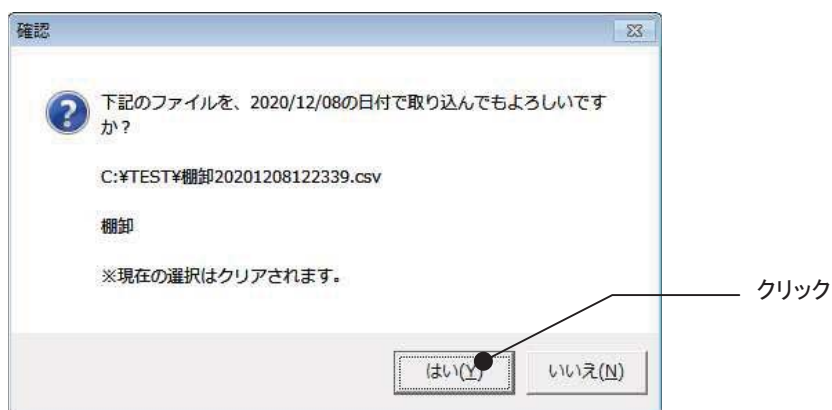 確認
下記のファイルを、2020/12/08の日付で取り込んでもよろしいです
か？
C:¥TEST¥棚卸20201208122339.csv
棚卸
※現在の選択はクリアされます。
クリック
はい(Y)
いいえ(N)